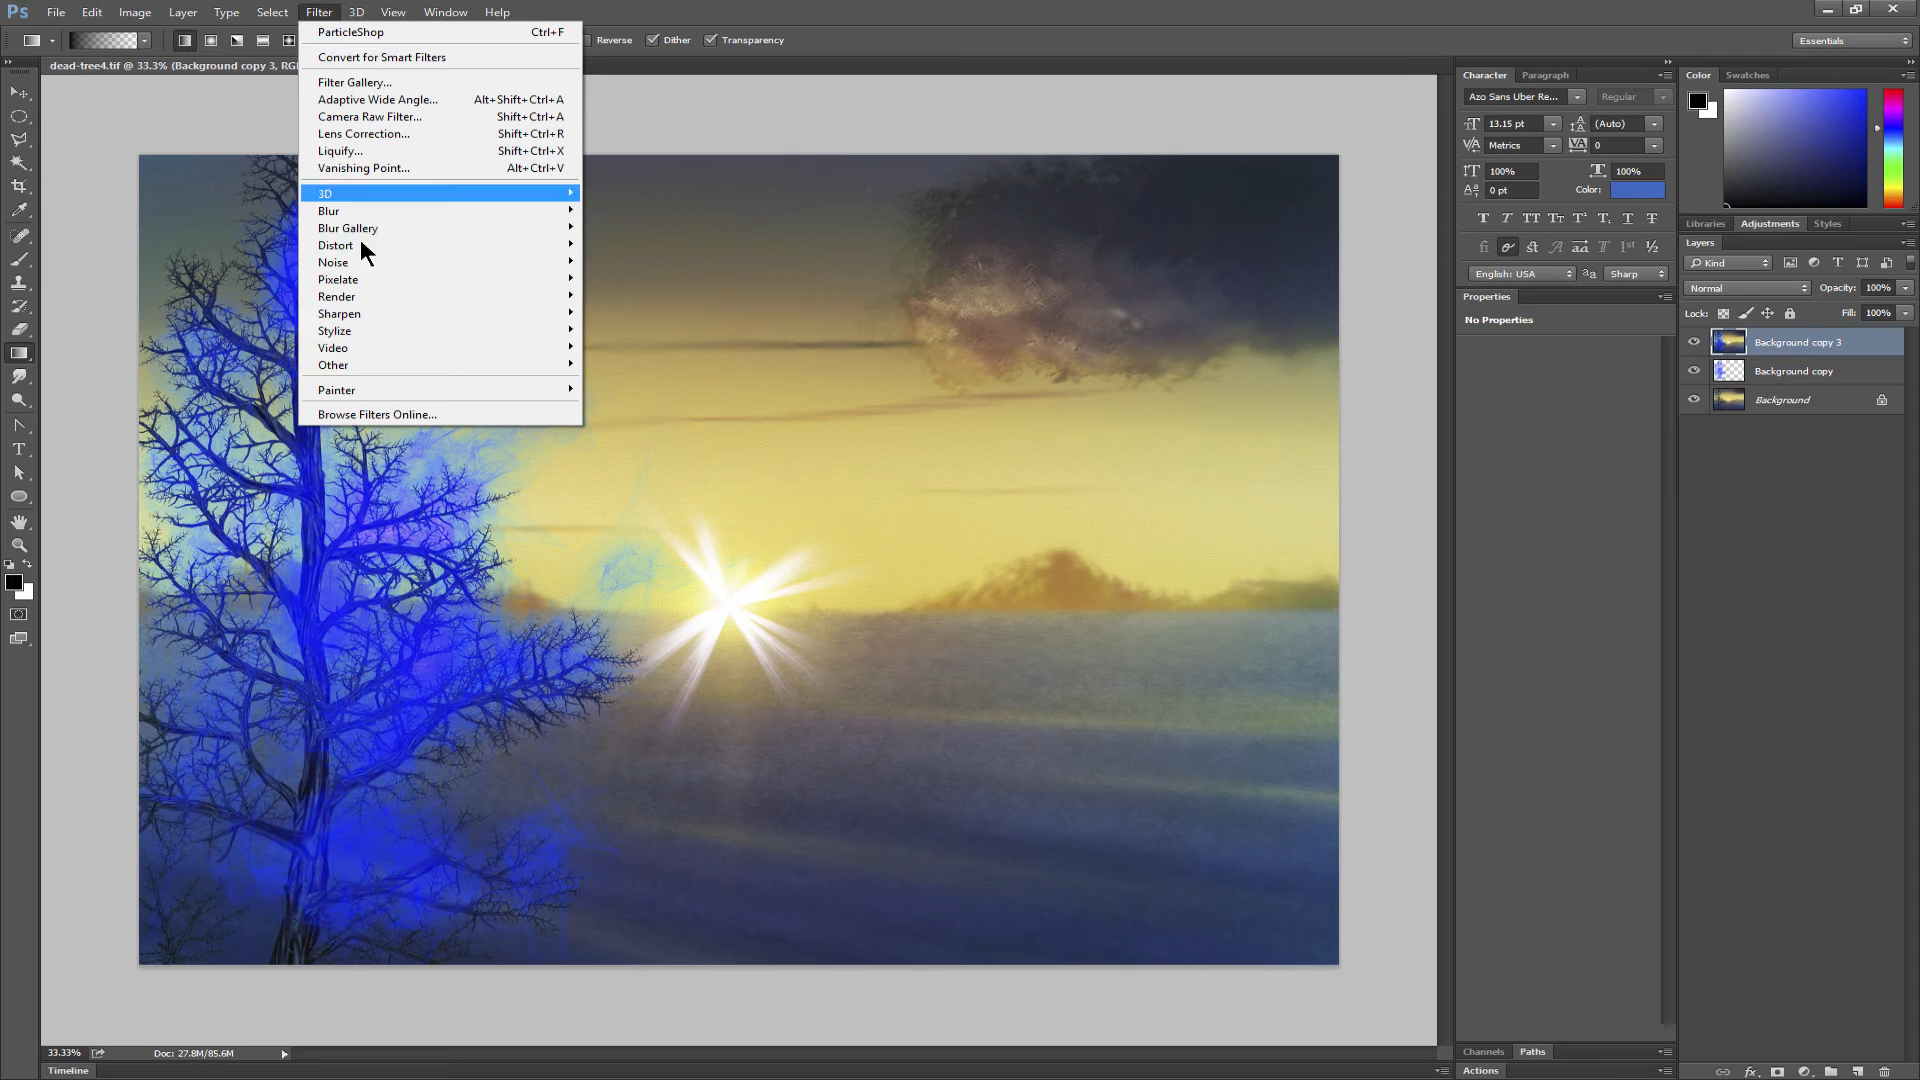 Ps File Edit Image Layer Type Select Filter 3D View Window Help
Reverse Dither Transparency Essentials
dead-tree4.tif @ 33.3% (Background copy 3, RG
ParticleShop Ctrl+F
Convert for Smart Filters
Filter Gallery...
Adaptive Wide Angle... Alt+Shift+Ctrl+A
Camera Raw Filter... Shift+Ctrl+A
Lens Correction... Shift+Ctrl+R
Liquify... Shift+Ctrl+X
Vanishing Point... Alt+Ctrl+V
3D
Blur
Blur Gallery
Distort
Noise
Pixelate
Render
Sharpen
Stylize
Video
Other
Painter
Browse Filters Online...
Character Paragraph
Azo Sans Uber Re... Regular
13.15 pt (Auto)
Metrics 0
100% 100%
0 pt Color:
English: USA Sharp
Properties
No Properties
Color Swatches
Libraries Adjustments Styles
Layers
Kind
Normal Opacity: 100%
Lock: Fill: 100%
Background copy 3
Background copy
Background
33.33% Doc: 27.8M/85.6M
Timeline
Channels Paths
Actions